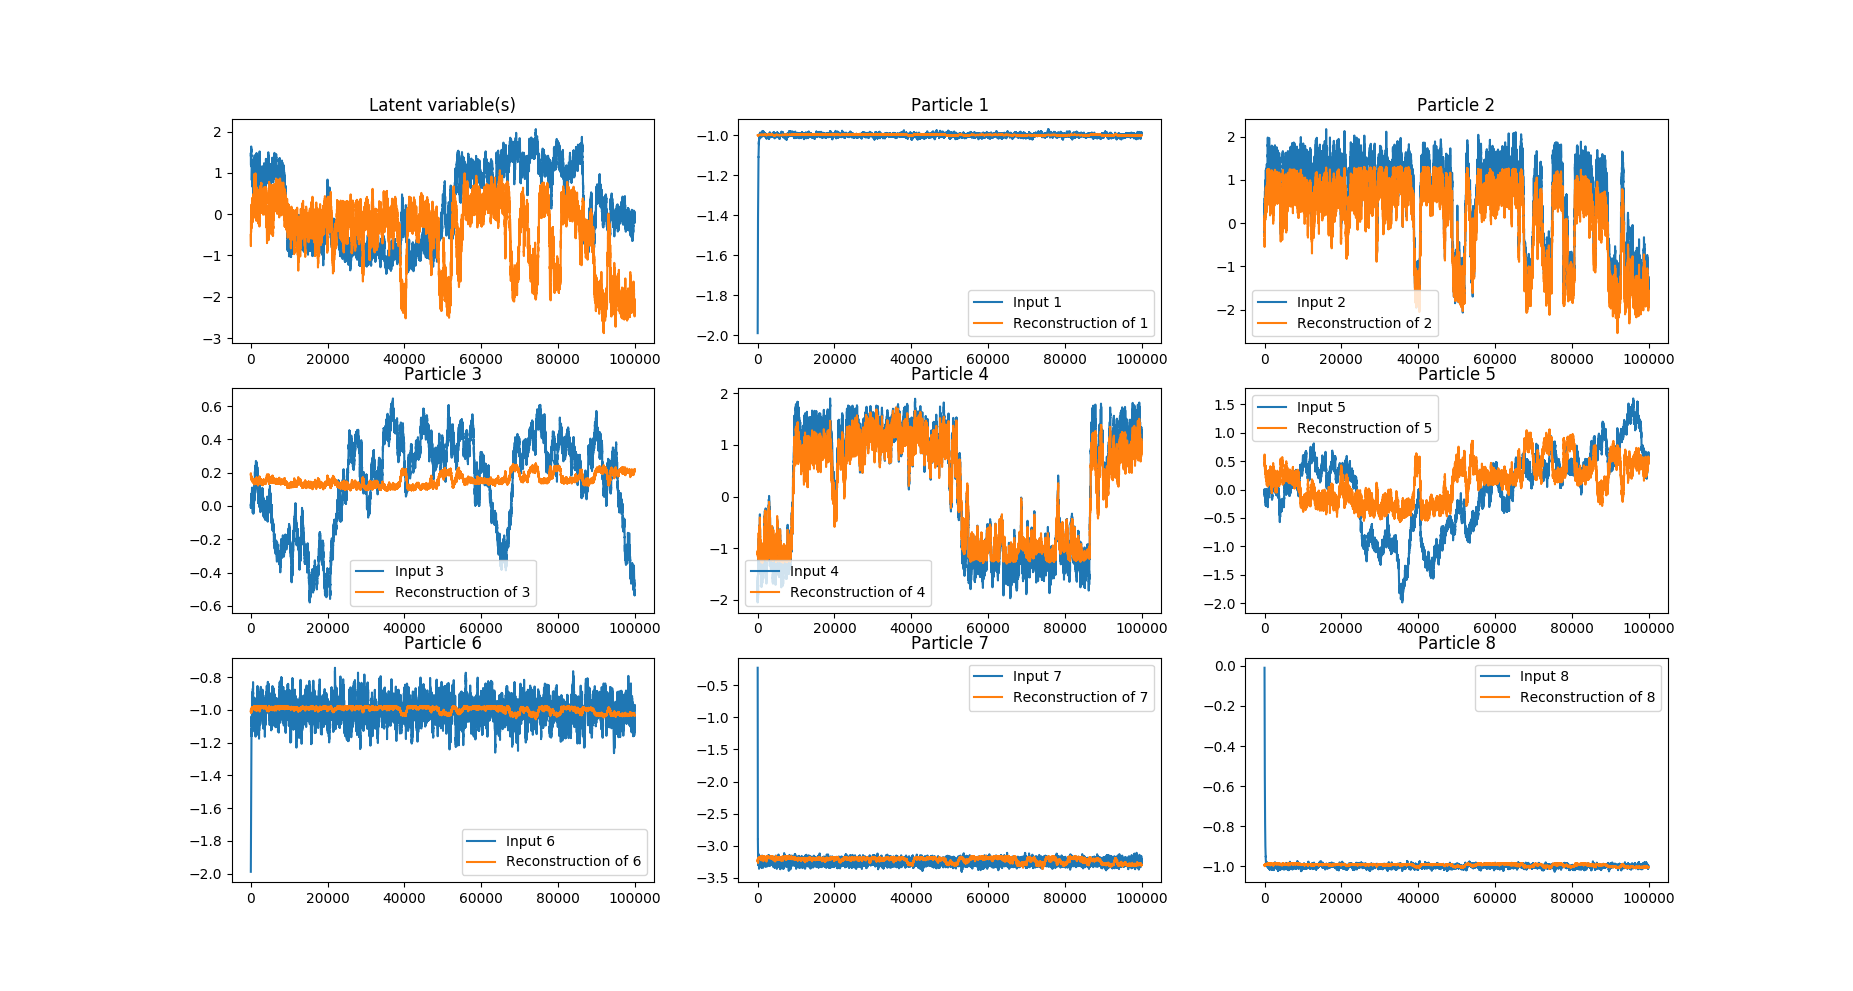 Latent variable(s)
2
1
0
−1
−2
−3
0 20000 40000 60000 80000 100000
Particle 1
−1.0
−1.2
−1.4
−1.6
−1.8
−2.0
Input 1
Reconstruction of 1
0 20000 40000 60000 80000 100000
Particle 2
2
1
0
−1
−2
Input 2
Reconstruction of 2
0 20000 40000 60000 80000 100000
Particle 3
0.6
0.4
0.2
0.0
−0.2
−0.4
−0.6
Input 3
Reconstruction of 3
0 20000 40000 60000 80000 100000
Particle 4
2
1
0
−1
−2
Input 4
Reconstruction of 4
0 20000 40000 60000 80000 100000
Particle 5
Input 5
Reconstruction of 5
1.5
1.0
0.5
0.0
−0.5
−1.0
−1.5
−2.0
0 20000 40000 60000 80000 100000
Particle 6
−0.8
−1.0
−1.2
−1.4
−1.6
−1.8
−2.0
Input 6
Reconstruction of 6
0 20000 40000 60000 80000 100000
Particle 7
Input 7
Reconstruction of 7
−0.5
−1.0
−1.5
−2.0
−2.5
−3.0
−3.5
0 20000 40000 60000 80000 100000
Particle 8
Input 8
Reconstruction of 8
0.0
−0.2
−0.4
−0.6
−0.8
−1.0
0 20000 40000 60000 80000 100000